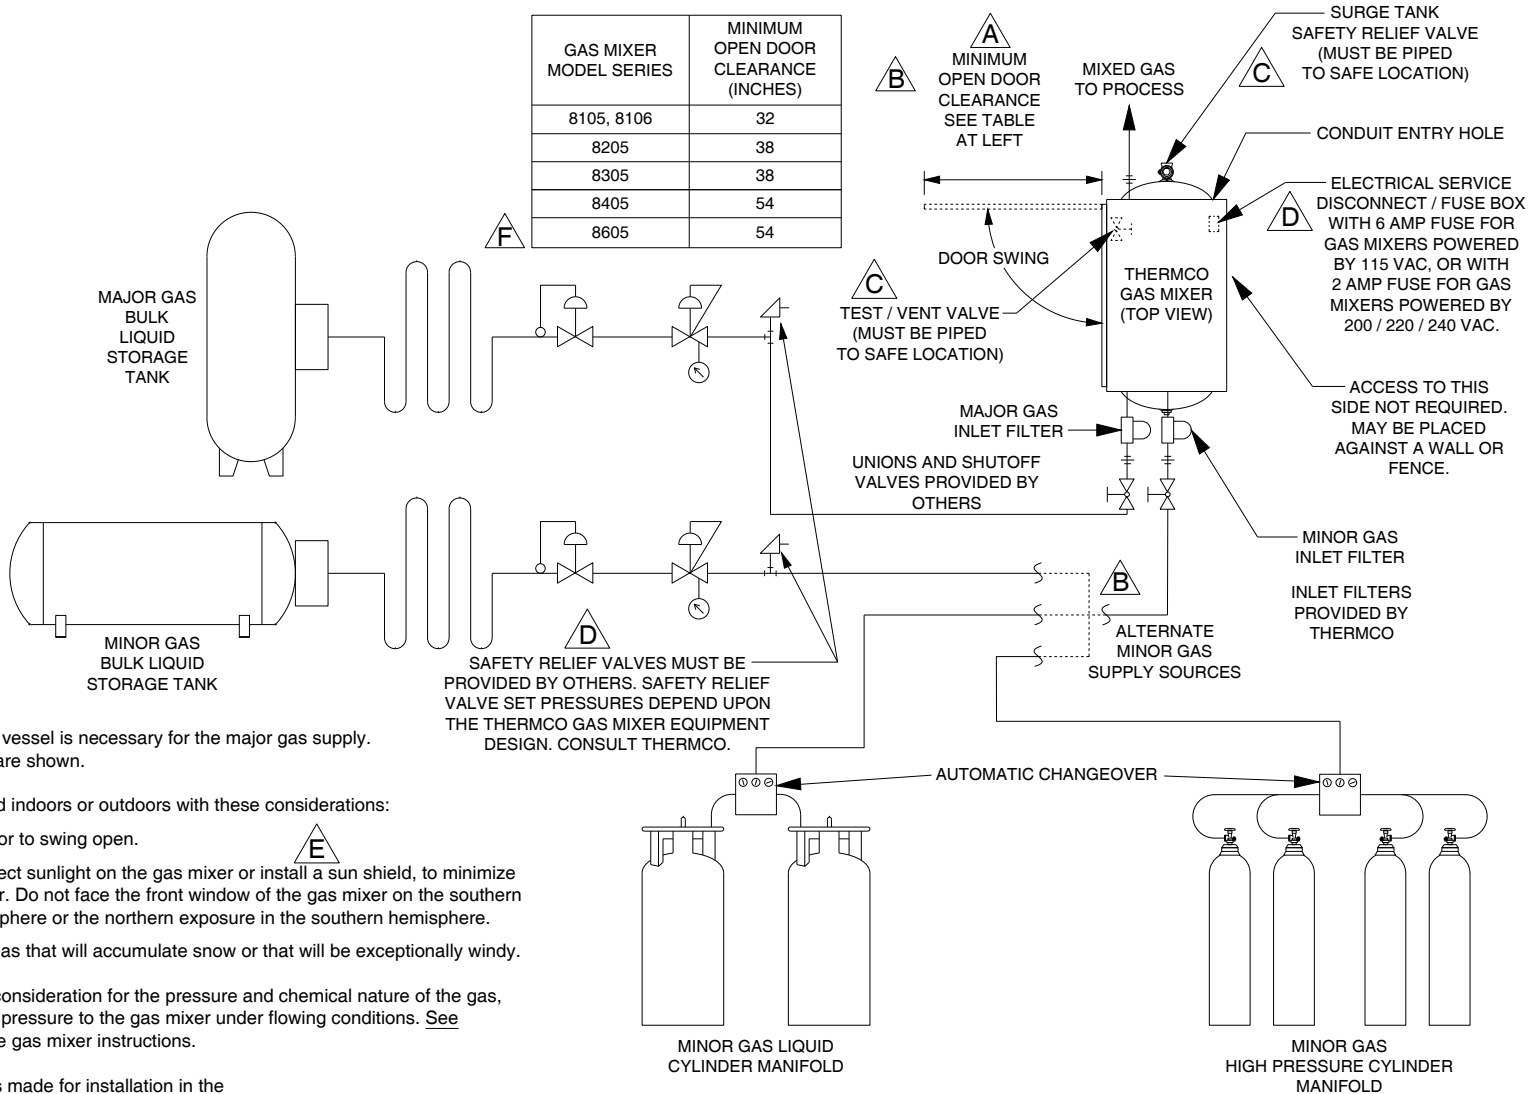 GAS MIXER
MODEL SERIES
MINIMUM
OPEN DOOR
CLEARANCE
(INCHES)
8105, 8106 32
8205 38
8305 38
8405 54
8605 54
F
A
B
MINIMUM
OPEN DOOR
CLEARANCE
SEE TABLE
AT LEFT
MIXED GAS
TO PROCESS
SURGE TANK
SAFETY RELIEF VALVE
(MUST BE PIPED
TO SAFE LOCATION)
C
CONDUIT ENTRY HOLE
D
ELECTRICAL SERVICE
DISCONNECT / FUSE BOX
WITH 6 AMP FUSE FOR
GAS MIXERS POWERED
BY 115 VAC, OR WITH
2 AMP FUSE FOR GAS
MIXERS POWERED BY
200 / 220 / 240 VAC.
DOOR SWING
C
TEST / VENT VALVE
(MUST BE PIPED
TO SAFE LOCATION)
THERMCO
GAS MIXER
(TOP VIEW)
MAJOR GAS
BULK
LIQUID
STORAGE
TANK
ACCESS TO THIS
SIDE NOT REQUIRED.
MAY BE PLACED
AGAINST A WALL OR
FENCE.
MAJOR GAS
INLET FILTER
UNIONS AND SHUTOFF
VALVES PROVIDED BY
OTHERS
MINOR GAS
INLET FILTER
INLET FILTERS
PROVIDED BY
THERMCO
B
ALTERNATE
MINOR GAS
SUPPLY SOURCES
MINOR GAS
BULK LIQUID
STORAGE TANK
D
SAFETY RELIEF VALVES MUST BE
PROVIDED BY OTHERS. SAFETY RELIEF
VALVE SET PRESSURES DEPEND UPON
THE THERMCO GAS MIXER EQUIPMENT
DESIGN. CONSULT THERMCO.
AUTOMATIC CHANGEOVER
vessel is necessary for the major gas supply.
are shown.
d indoors or outdoors with these considerations:
or to swing open.
E
ect sunlight on the gas mixer or install a sun shield, to minimize
r. Do not face the front window of the gas mixer on the southern
sphere or the northern exposure in the southern hemisphere.
as that will accumulate snow or that will be exceptionally windy.
consideration for the pressure and chemical nature of the gas,
pressure to the gas mixer under flowing conditions. See
e gas mixer instructions.
s made for installation in the
MINOR GAS LIQUID
CYLINDER MANIFOLD
MINOR GAS
HIGH PRESSURE CYLINDER
MANIFOLD